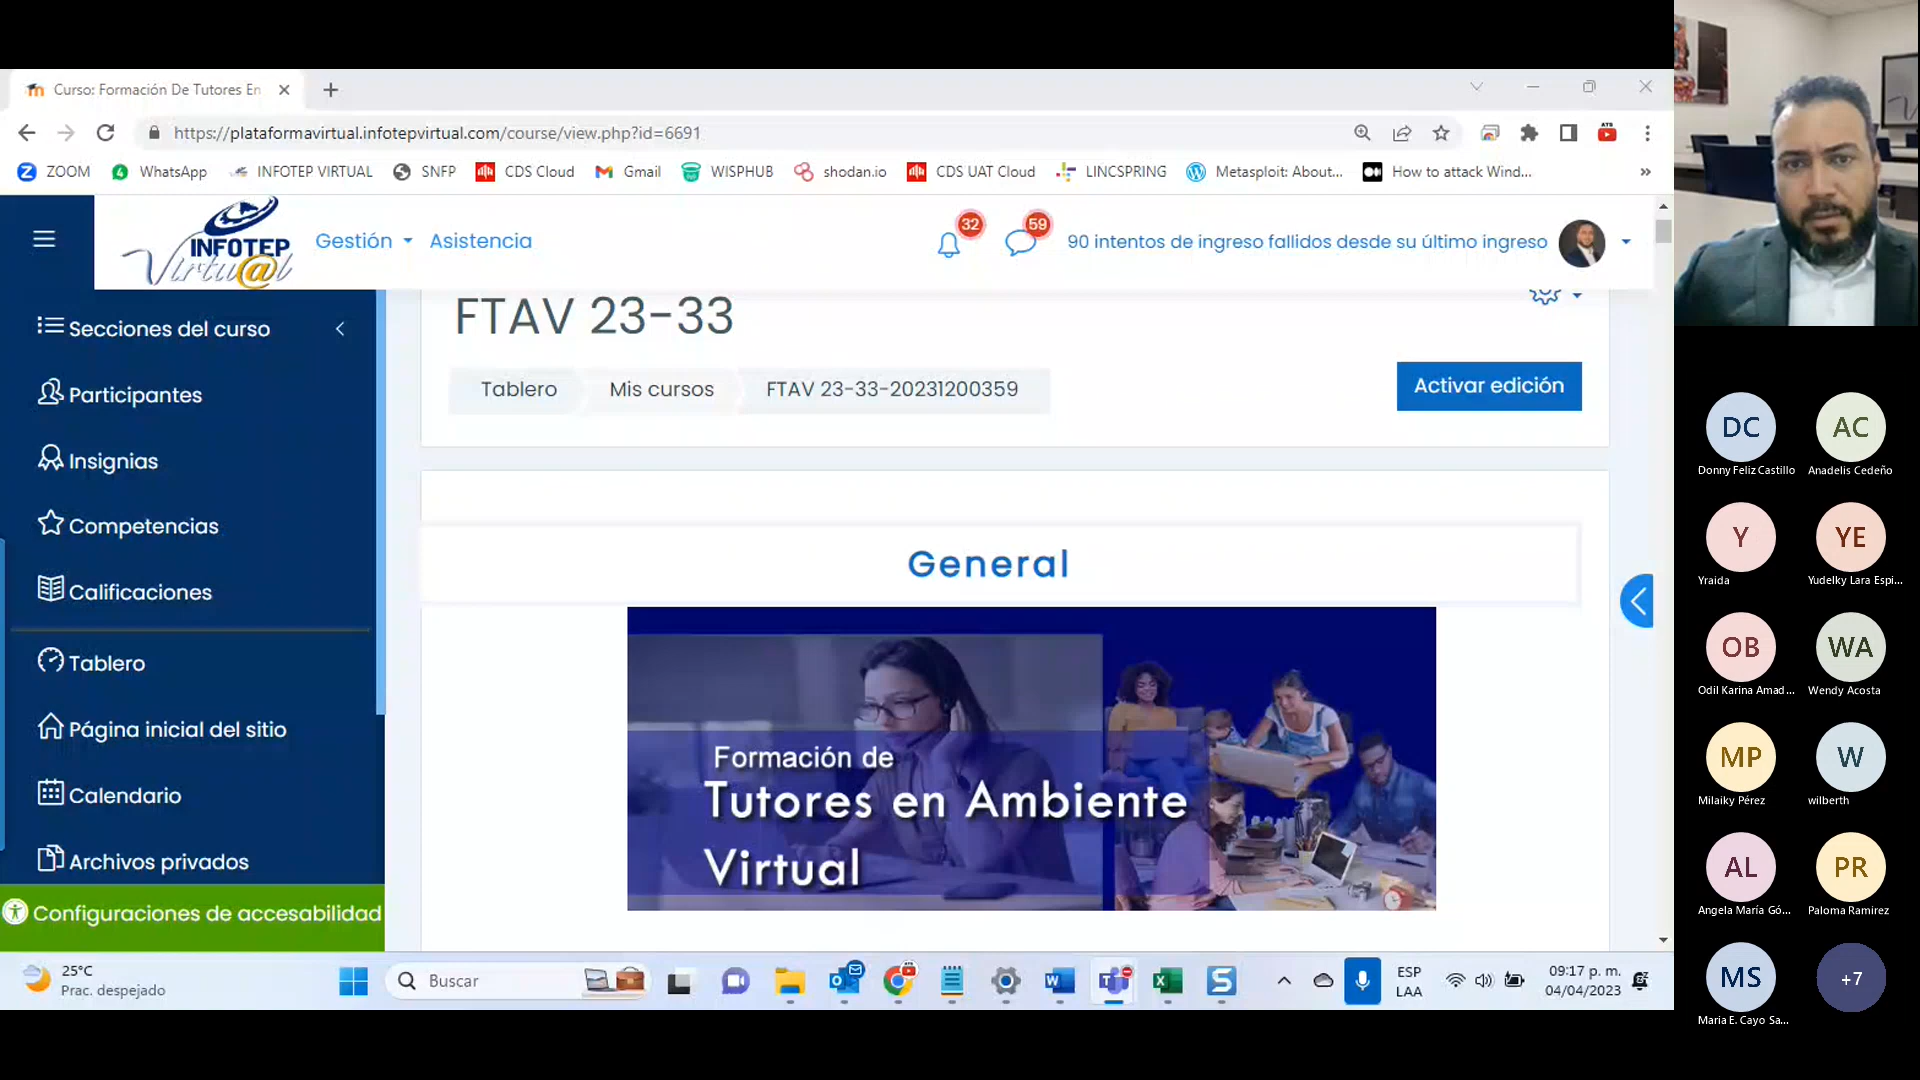 Curso: Formación De Tutores En
https://plataformavirtual.infotepvirtual.com/course/view.php?id=6691
ZOOM
WhatsApp
INFOTEP VIRTUAL
SNFP
CDS Cloud
Gmail
WISPHUB
shodan.io
CDS UAT Cloud
LINCSPRING
Metasploit: About...
How to attack Wind...
»
INFOTEP
Virtu@l
Gestión
Asistencia
32
59
90 intentos de ingreso fallidos desde su último ingreso
Secciones del curso
Participantes
Insignias
Competencias
Calificaciones
Tablero
Página inicial del sitio
Calendario
Archivos privados
Configuraciones de accesabilidad
FTAV 23-33
Tablero
Mis cursos
FTAV 23-33-20231200359
Activar edición
General
Formación de
Tutores en Ambiente
Virtual
25°C
Prac. despejado
Buscar
ESP
LAA
09:17 p. m.
04/04/2023
DC
Donny Feliz Castillo
AC
Anadelis Cedeño
Y
Yraida
YE
Yudelky Lara Espi...
OB
Odil Karina Amad...
WA
Wendy Acosta
MP
Milaiky Pérez
W
wilberth
AL
Angela María Gó...
PR
Paloma Ramirez
MS
Maria E. Cayo Sa...
+7